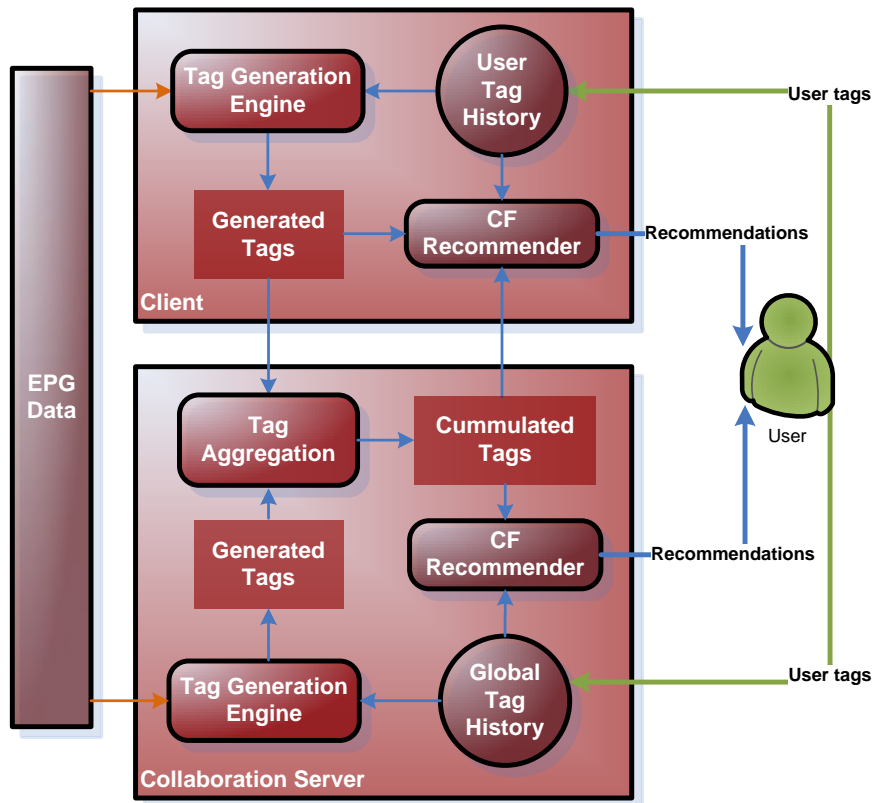 Tag Generation
Engine
User
Tag
History
User tags
Generated
Tags
CF
Recommender
Recommendations
Client
EPG
Data
Tag
Aggregation
Cummulated
Tags
User
Generated
Tags
CF
Recommender
Recommendations
Tag Generation
Engine
Global
Tag
History
User tags
Collaboration Server